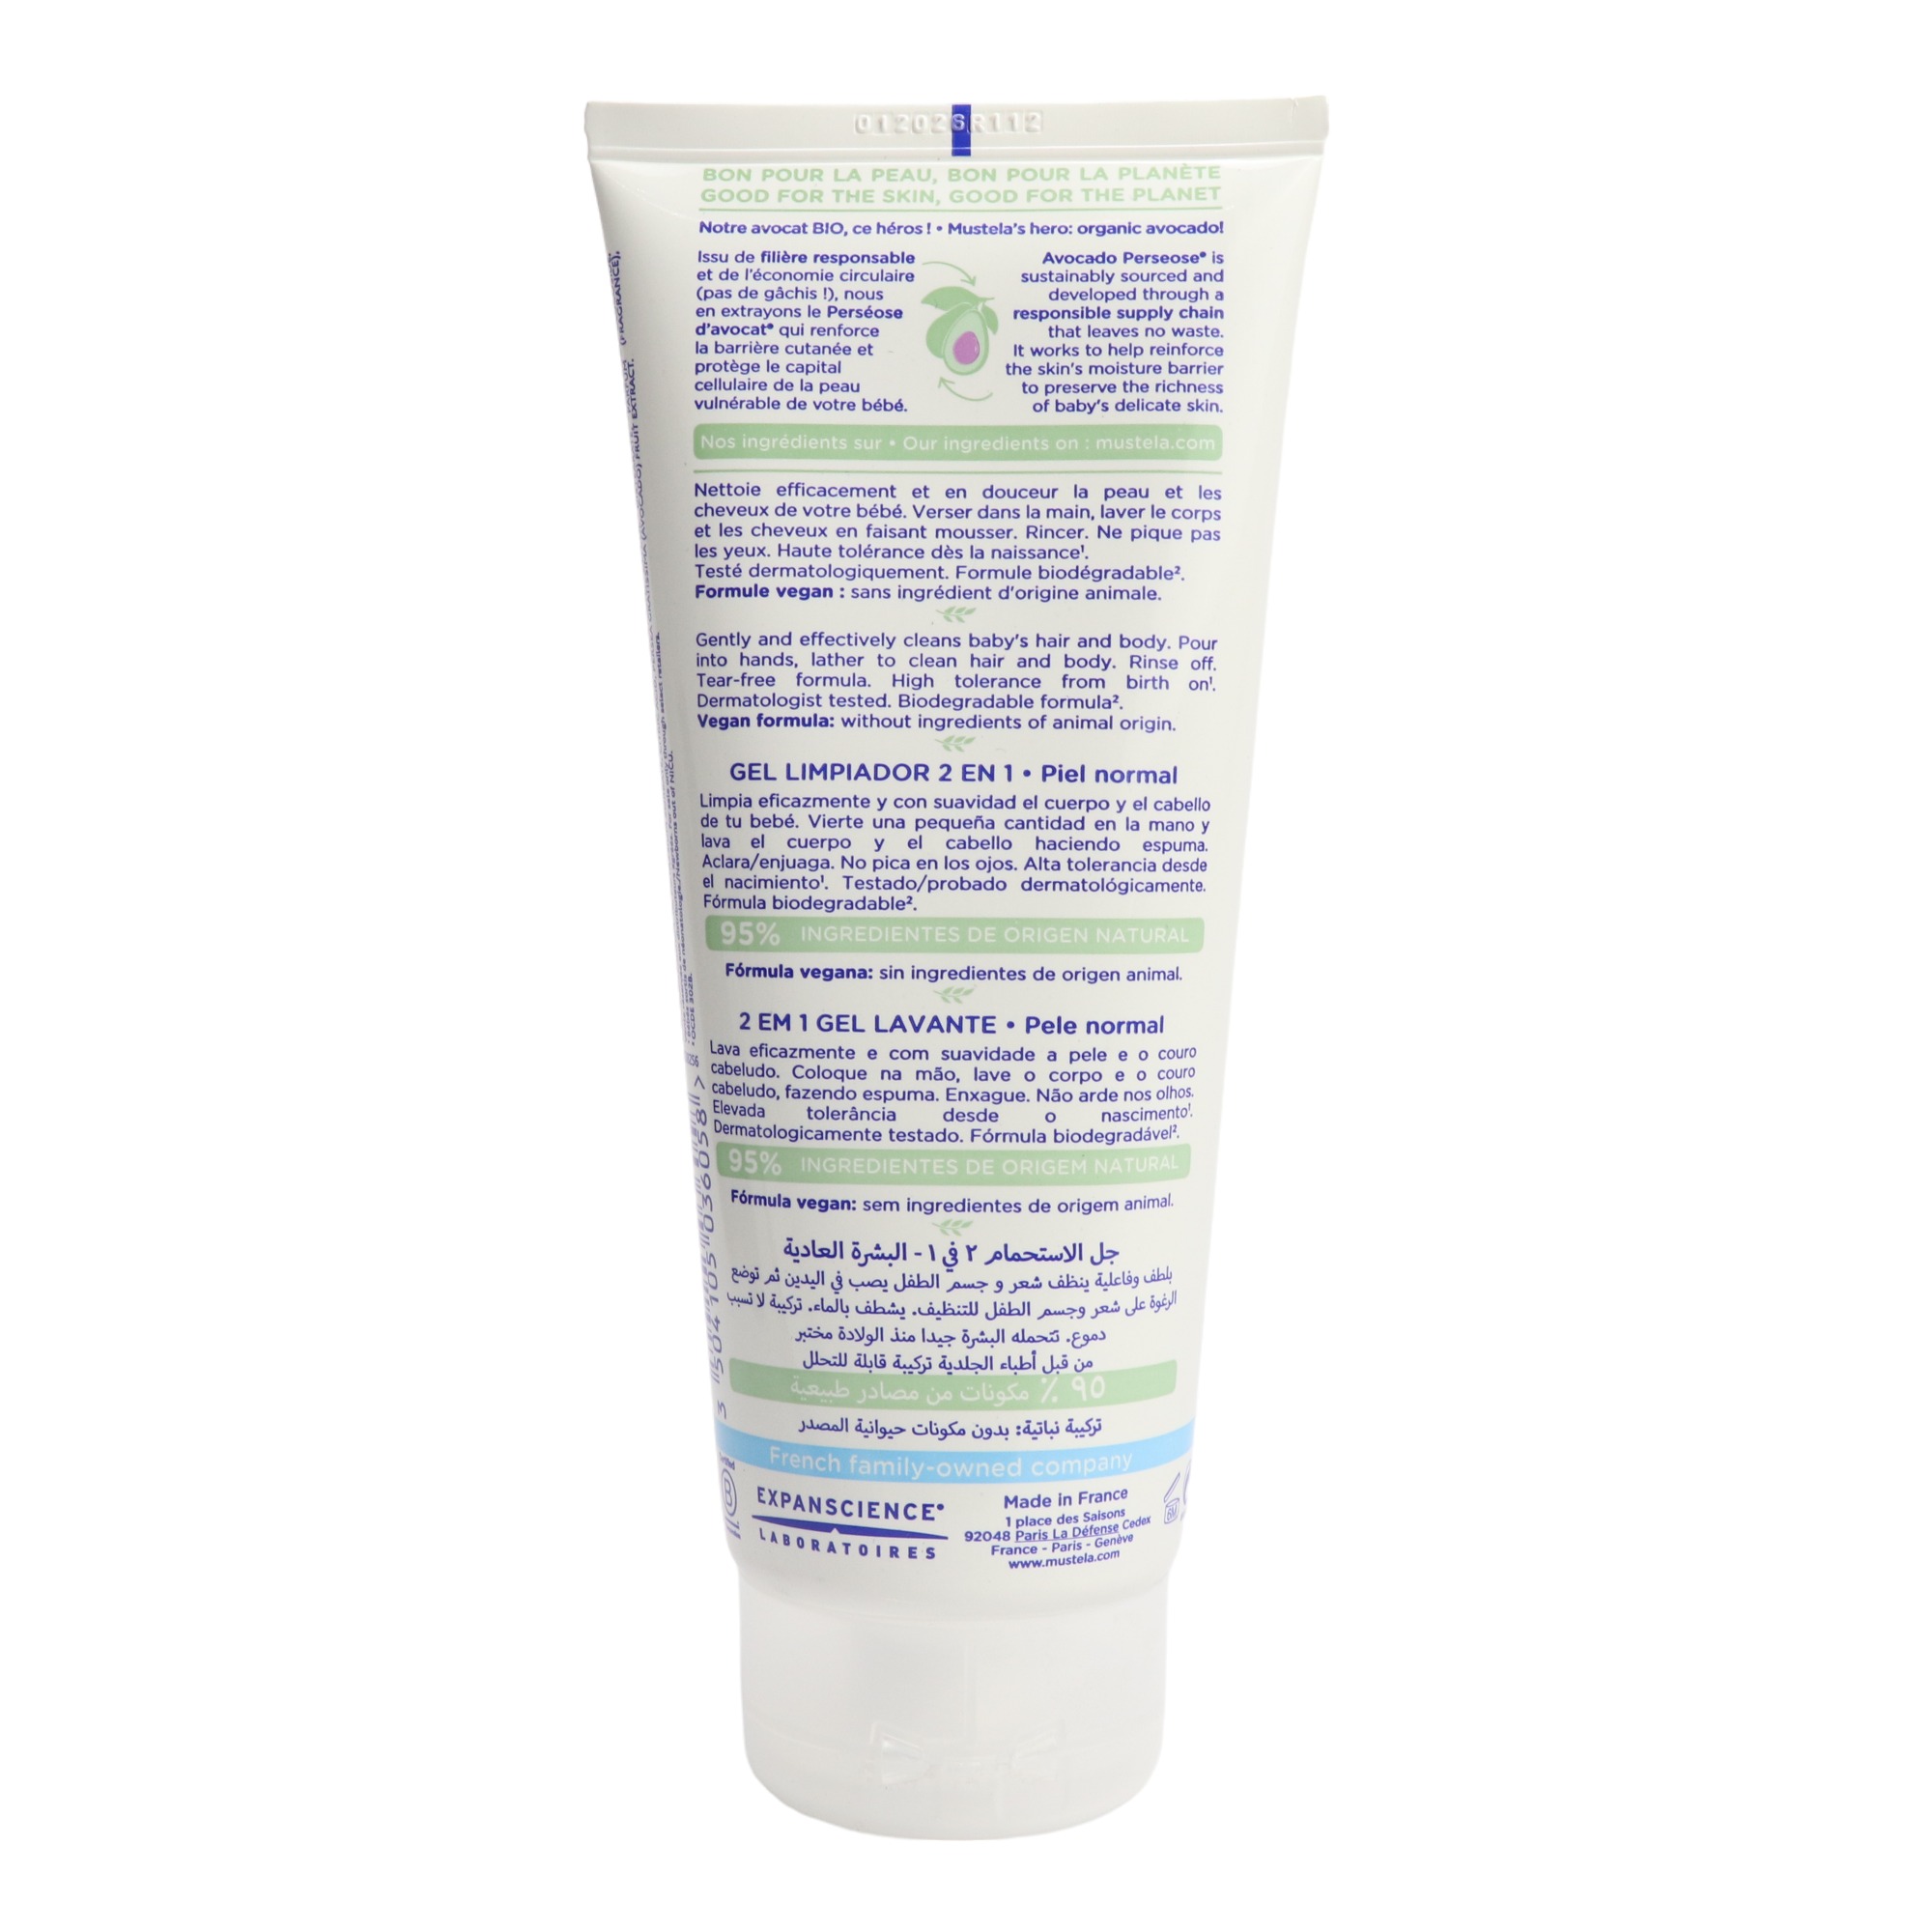 012026R112
BON POUR LA PEAU, BON POUR LA PLANÈTE
GOOD FOR THE SKIN, GOOD FOR THE PLANET
Notre avocat BIO, ce héros ! • Mustela's hero: organic avocado!
Issu de filière responsable
et de l'économie circulaire
(pas de gâchis !), nous
en extrayons le Perséose
d'avocat® qui renforce
la barrière cutanée et
protège le capital
cellulaire de la peau
vulnérable de votre bébé.
Avocado Perseose® is
sustainably sourced and
developed through a
responsible supply chain
that leaves no waste.
It works to help reinforce
the skin's moisture barrier
to preserve the richness
of baby's delicate skin.
Nos ingrédients sur • Our ingredients on : mustela.com
Nettoie efficacement et en douceur la peau et les
cheveux de votre bébé. Verser dans la main, laver le corps
et les cheveux en faisant mousser. Rincer. Ne pique pas
les yeux. Haute tolérance dès la naissance¹.
Testé dermatologiquement. Formule biodégradable².
Formule vegan : sans ingrédient d'origine animale.
Gently and effectively cleans baby's hair and body. Pour
into hands, lather to clean hair and body. Rinse off.
Tear-free formula. High tolerance from birth on¹.
Dermatologist tested. Biodegradable formula².
Vegan formula: without ingredients of animal origin.
GEL LIMPIADOR 2 EN 1 • Piel normal
Limpia eficazmente y con suavidad el cuerpo y el cabello
de tu bebé. Vierte una pequeña cantidad en la mano y
lava el cuerpo y el cabello haciendo espuma.
Aclara/enjuaga. No pica en los ojos. Alta tolerancia desde
el nacimiento¹. Testado/probado dermatológicamente.
Fórmula biodegradable².
95% INGREDIENTES DE ORIGEN NATURAL
Fórmula vegana: sin ingredientes de origen animal.
2 EM 1 GEL LAVANTE • Pele normal
Lava eficazmente e com suavidade a pele e o couro
cabeludo. Coloque na mão, lave o corpo e o couro
cabeludo, fazendo espuma. Enxague. Não arde nos olhos.
Elevada tolerância desde o nascimento¹.
Dermatologicamente testado. Fórmula biodegradável².
95% INGREDIENTES DE ORIGEM NATURAL
Fórmula vegan: sem ingredientes de origem animal.
جل الاستحمام ٢ في ١ - البشرة العادية
بلطف وفاعلية ينظف شعر و جسم الطفل يصب في اليدين ثم توضع
الرغوة على شعر وجسم الطفل للتنظيف. يشطف بالماء. تركيبة لا تسبب
دموع. تتحمله البشرة جيدا منذ الولادة مختبر
من قبل أطباء الجلدية تركيبة قابلة للتحلل
٩٥ ٪ مكونات من مصادر طبيعية
تركيبة نباتية: بدون مكونات حيوانية المصدر
French family-owned company
EXPANSCIENCE®
LABORATOIRES
Made in France
1 place des Saisons
92048 Paris La Défense Cedex
France - Paris - Genève
www.mustela.com
6M
(FRAGRANCE),
(AVOCADO) FRUIT EXTRACT.
3 504105 036058 >